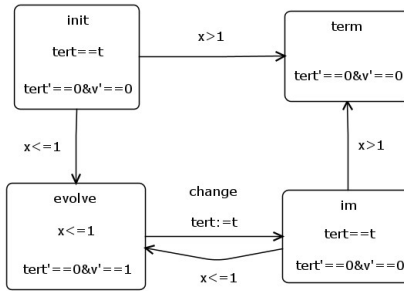 init
tert==t
tert'==0&v'==0
x>1
term
tert'==0&v'==0
x<=1
x>1
evolve
x<=1
tert'==0&v'==1
change
tert:=t
x<=1
im
tert==t
tert'==0&v'==0